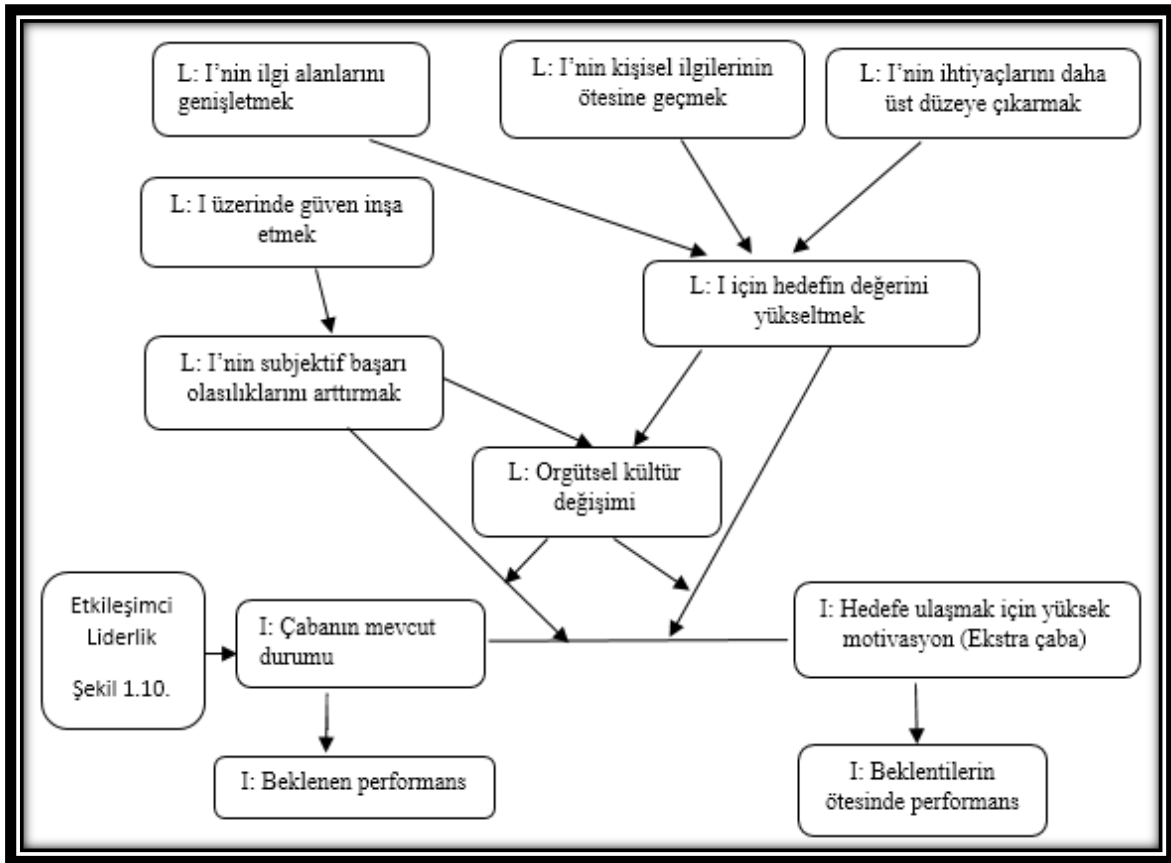 L: I’nin ilgi alanlarını
genişletmek
L: I’nin kişisel ilgilerinin
ötesine geçmek
L: I’nin ihtiyaçlarını daha
üst düzeye çıkarmak
L: I üzerinde güven inşa
etmek
L: I için hedefin değerini
yükseltmek
L: I’nin subjektif başarı
olasılıklarını arttırmak
L: Orgütsel kültür
değişimi
Etkileşimci
Liderlik
Şekil 1.10.
I: Çabanın mevcut
durumu
I: Hedefe ulaşmak için yüksek
motivasyon (Ekstra çaba)
I: Beklenen performans
I: Beklentilerin
ötesinde performans